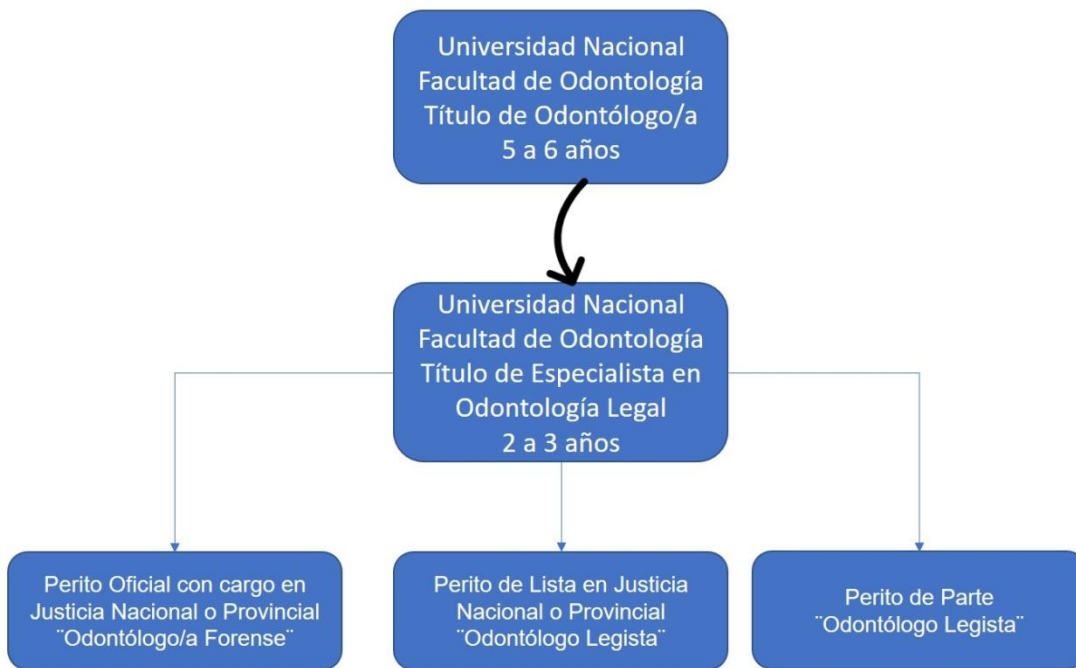 Universidad Nacional
Facultad de Odontología
Título de Odontólogo/a
5 a 6 años
Universidad Nacional
Facultad de Odontología
Título de Especialista en
Odontología Legal
2 a 3 años
Perito Oficial con cargo en
Justicia Nacional o Provincial
¨Odontólogo/a Forense¨
Perito de Lista en Justicia
Nacional o Provincial
¨Odontólogo Legista¨
Perito de Parte
¨Odontólogo Legista¨